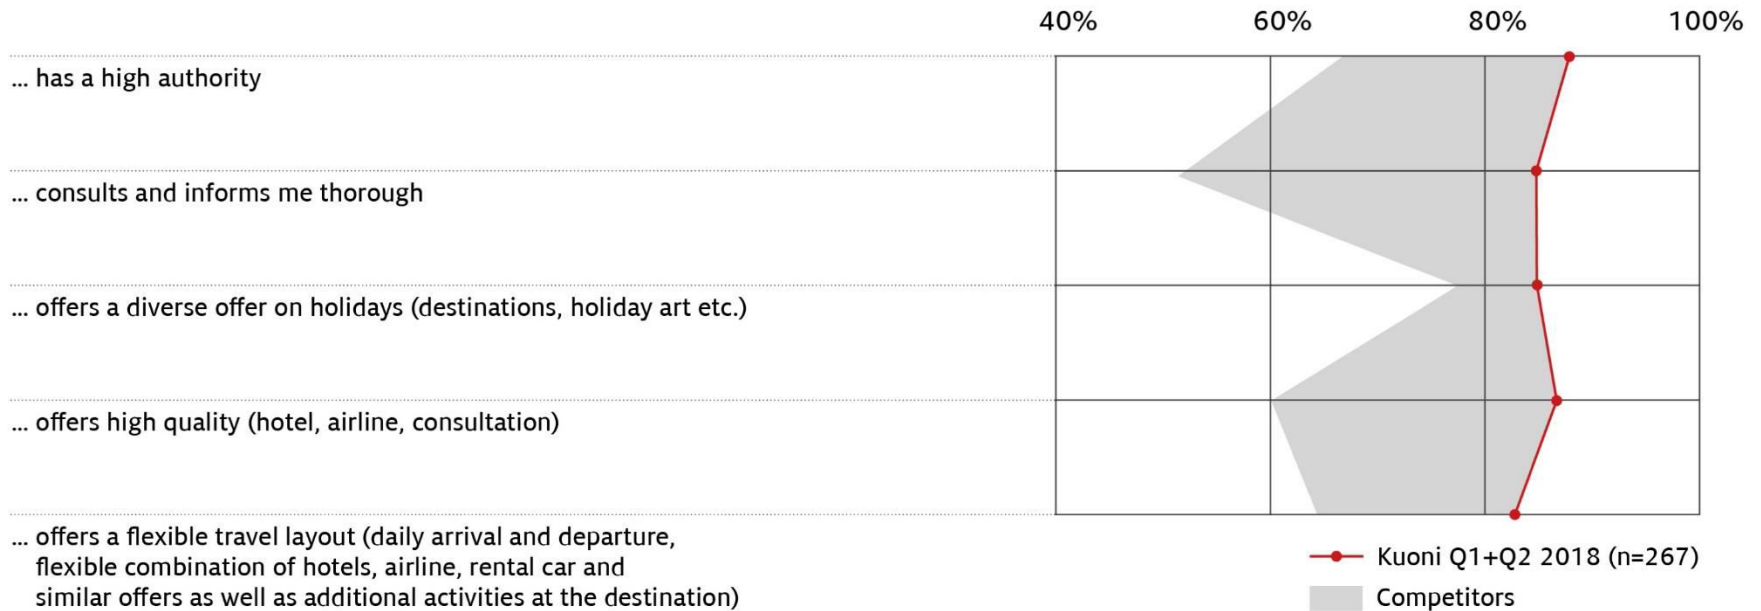 40% 60% 80% 100%
... has a high authority
... consults and informs me thorough
... offers a diverse offer on holidays (destinations, holiday art etc.)
... offers high quality (hotel, airline, consultation)
... offers a flexible travel layout (daily arrival and departure,
flexible combination of hotels, airline, rental car and
similar offers as well as additional activities at the destination)
Kuoni Q1+Q2 2018 (n=267)
Competitors